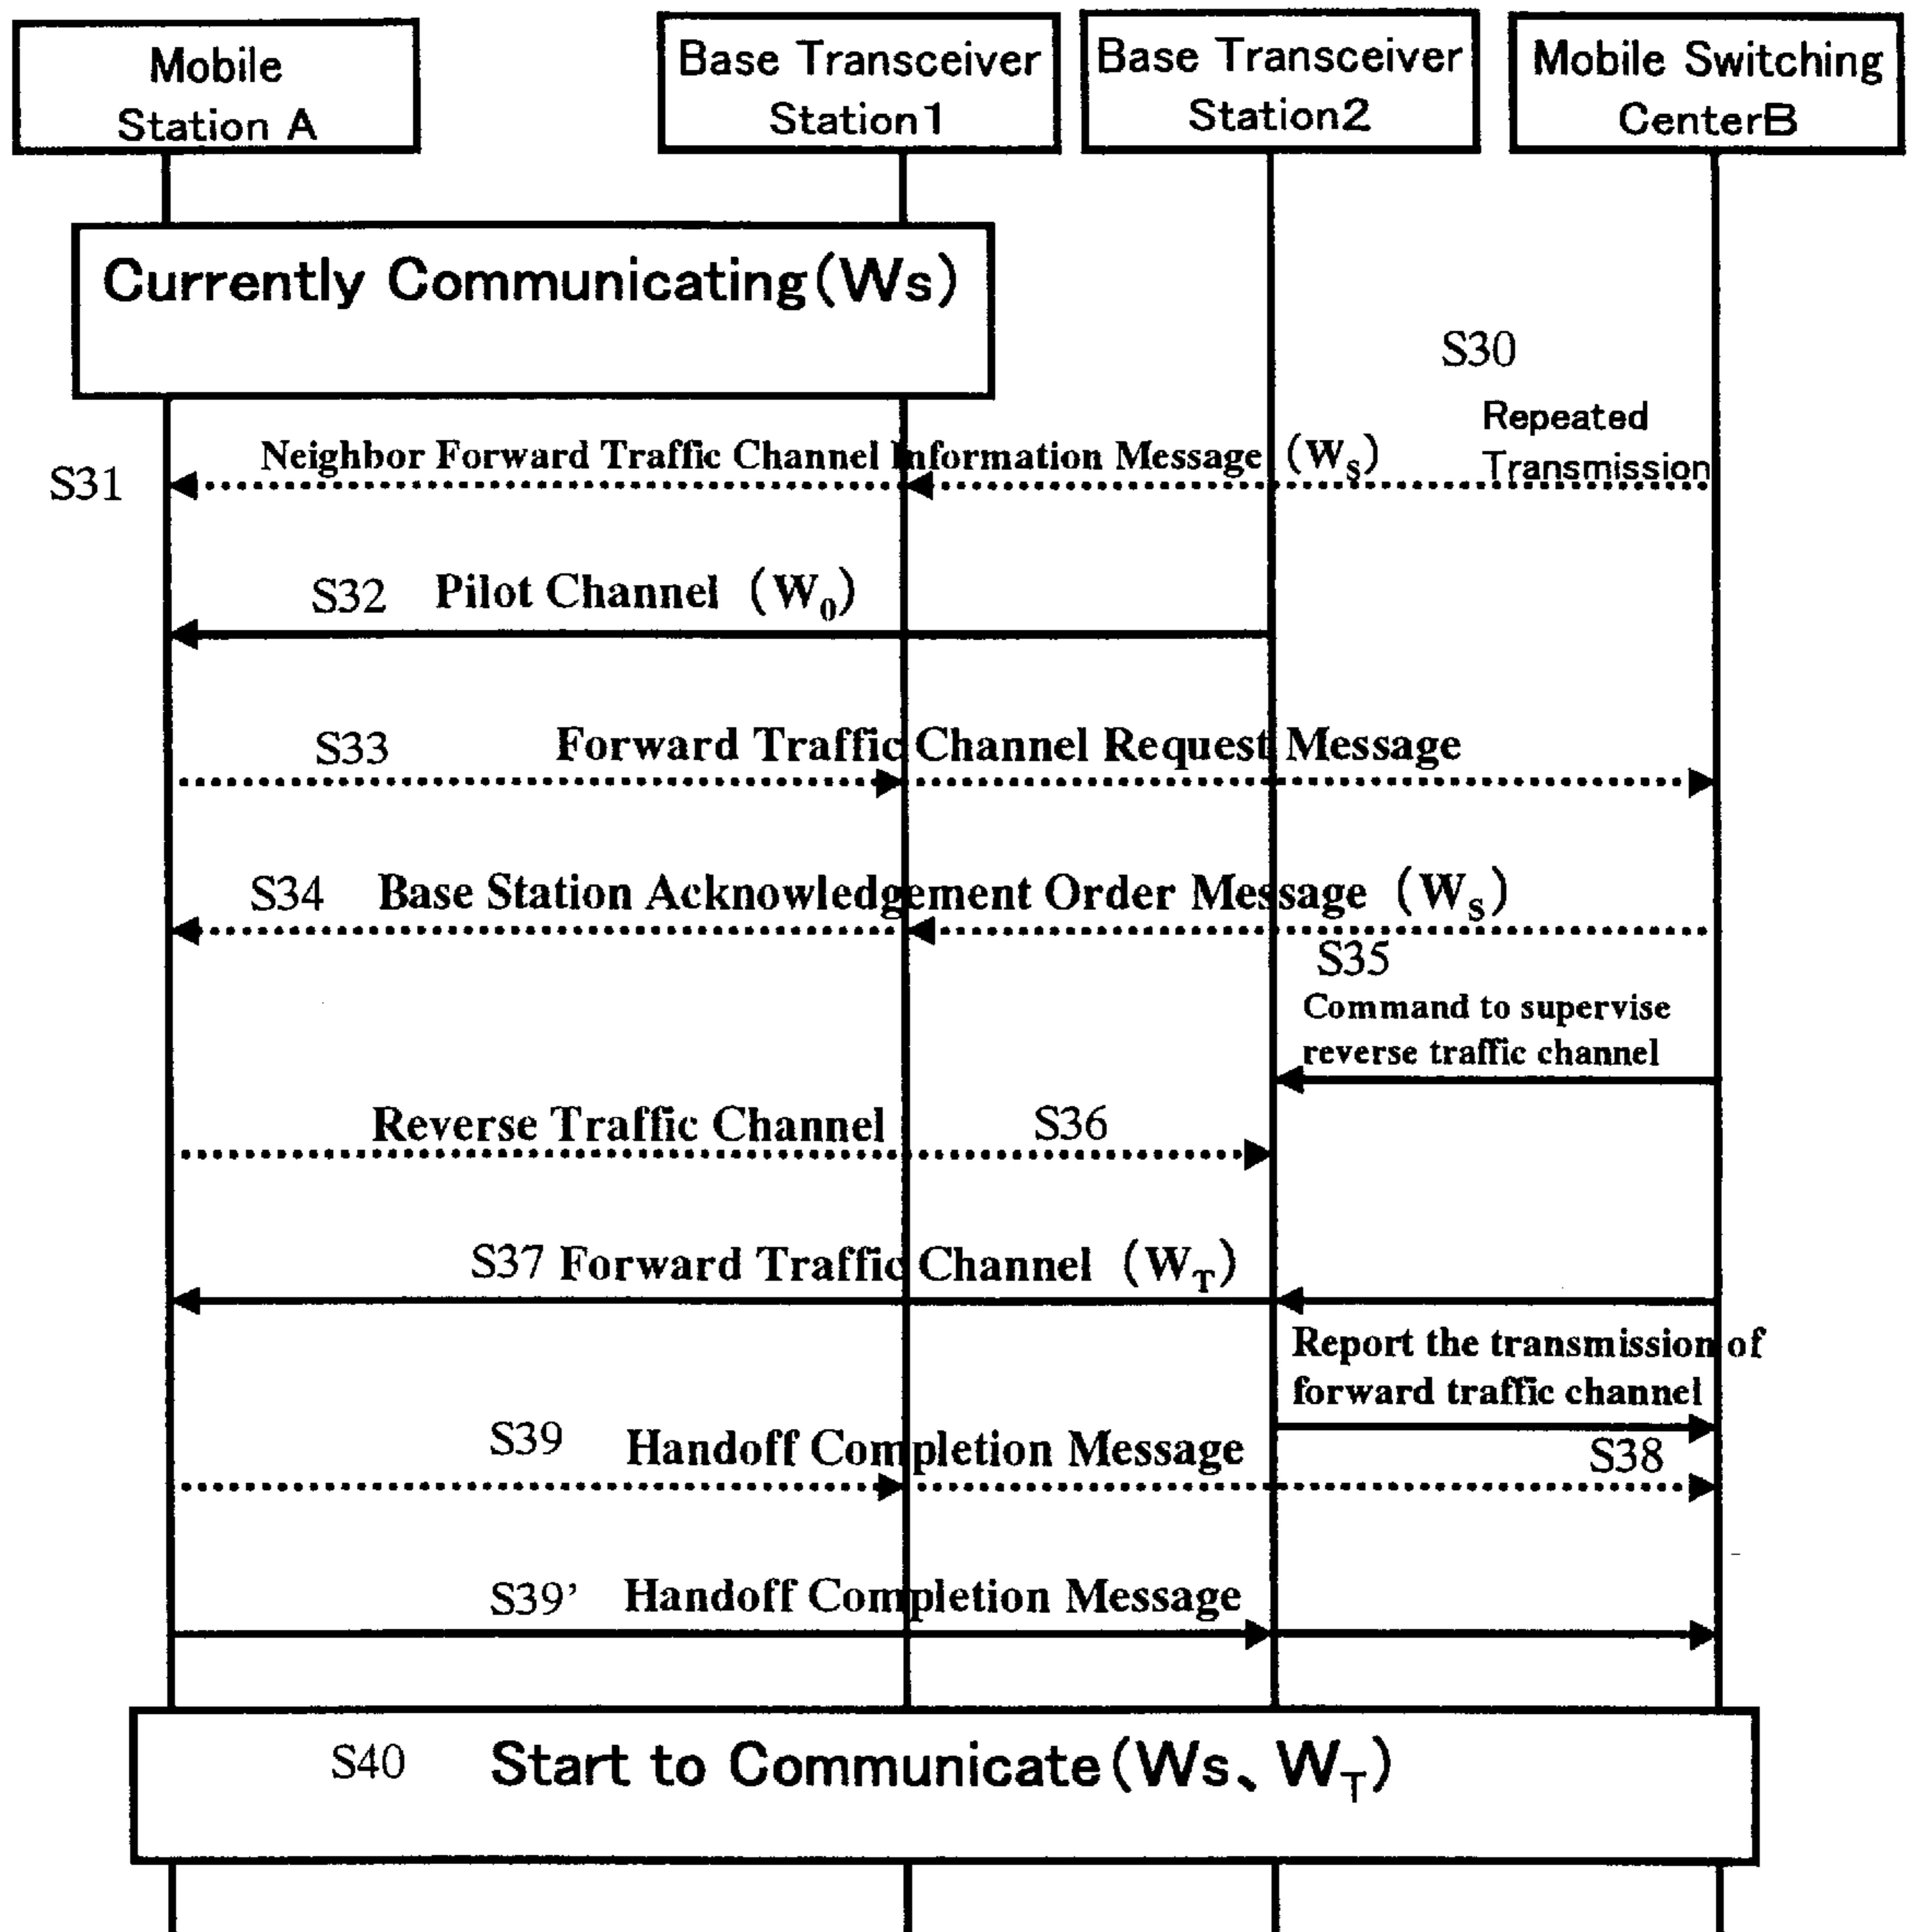 Mobile
Station A
Base Transceiver
Station1
Base Transceiver
Station2
Mobile Switching
CenterB
Currently Communicating(Ws)
S30
Repeated
Transmission
S31
Neighbor Forward Traffic Channel Information Message (WS)
S32 Pilot Channel (W0)
S33 Forward Traffic Channel Request Message
S34 Base Station Acknowledgement Order Message (WS)
S35
Command to supervise
reverse traffic channel
Reverse Traffic Channel S36
S37 Forward Traffic Channel (WT)
Report the transmission of
forward traffic channel
S39 Handoff Completion Message
S38
S39' Handoff Completion Message
S40 Start to Communicate(Ws、WT)